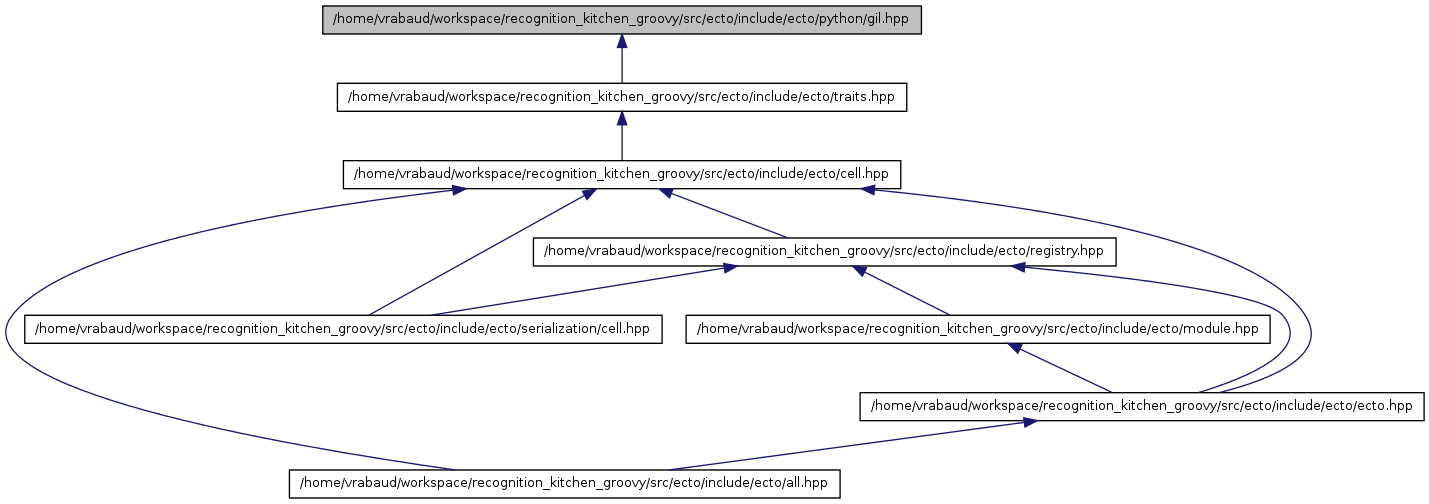 /home/vrabaud/workspace/recognition_kitchen_groovy/src/ecto/include/ecto/python/gil.hpp
/home/vrabaud/workspace/recognition_kitchen_groovy/src/ecto/include/ecto/traits.hpp
/home/vrabaud/workspace/recognition_kitchen_groovy/src/ecto/include/ecto/cell.hpp
/home/vrabaud/workspace/recognition_kitchen_groovy/src/ecto/include/ecto/registry.hpp
/home/vrabaud/workspace/recognition_kitchen_groovy/src/ecto/include/ecto/serialization/cell.hpp
/home/vrabaud/workspace/recognition_kitchen_groovy/src/ecto/include/ecto/module.hpp
/home/vrabaud/workspace/recognition_kitchen_groovy/src/ecto/include/ecto/ecto.hpp
/home/vrabaud/workspace/recognition_kitchen_groovy/src/ecto/include/ecto/all.hpp